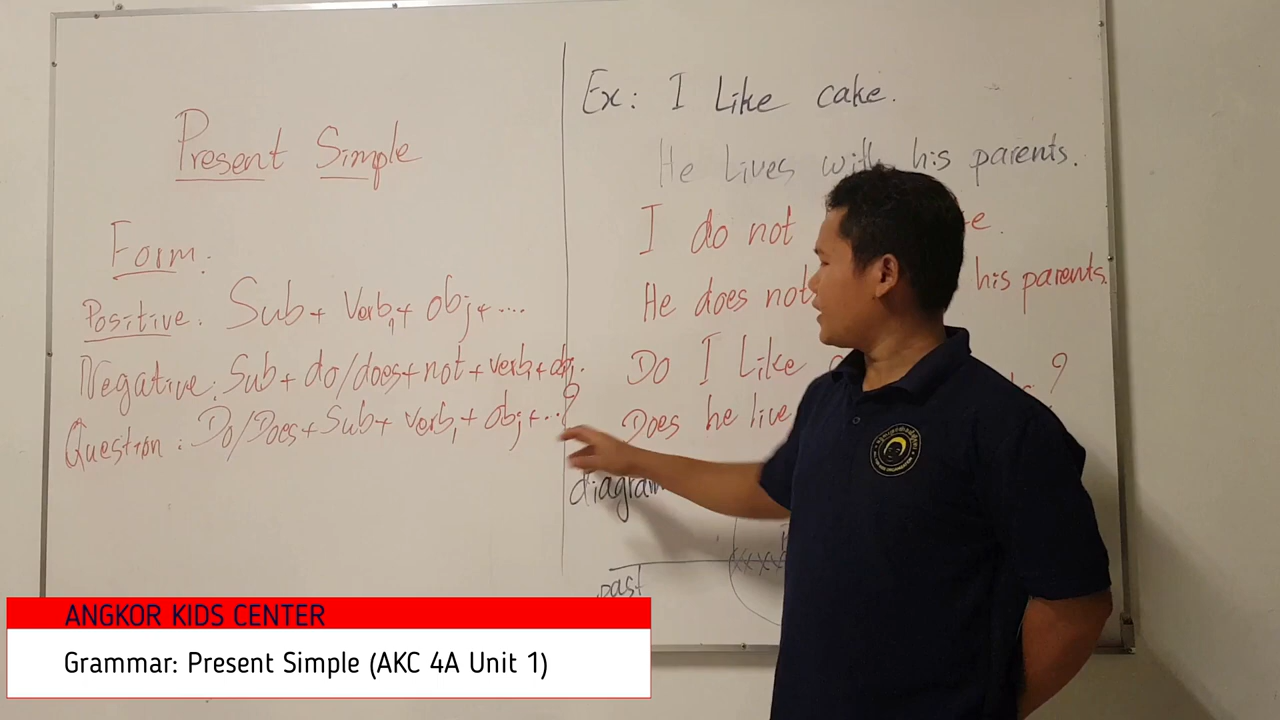 Present Simple
Form:
Positive: Sub + Verb1 + obj + ....
Negative: Sub + do/does + not + verb1 + obj.
Question: Do/Does + Sub + verb1 + obj + ...?
Ex: I Like cake.
He Lives with his parents.
I do not
He does not his parents.
Do I Like
Does he live ?
diagram
past
ANGKOR KIDS CENTER
Grammar: Present Simple (AKC 4A Unit 1)